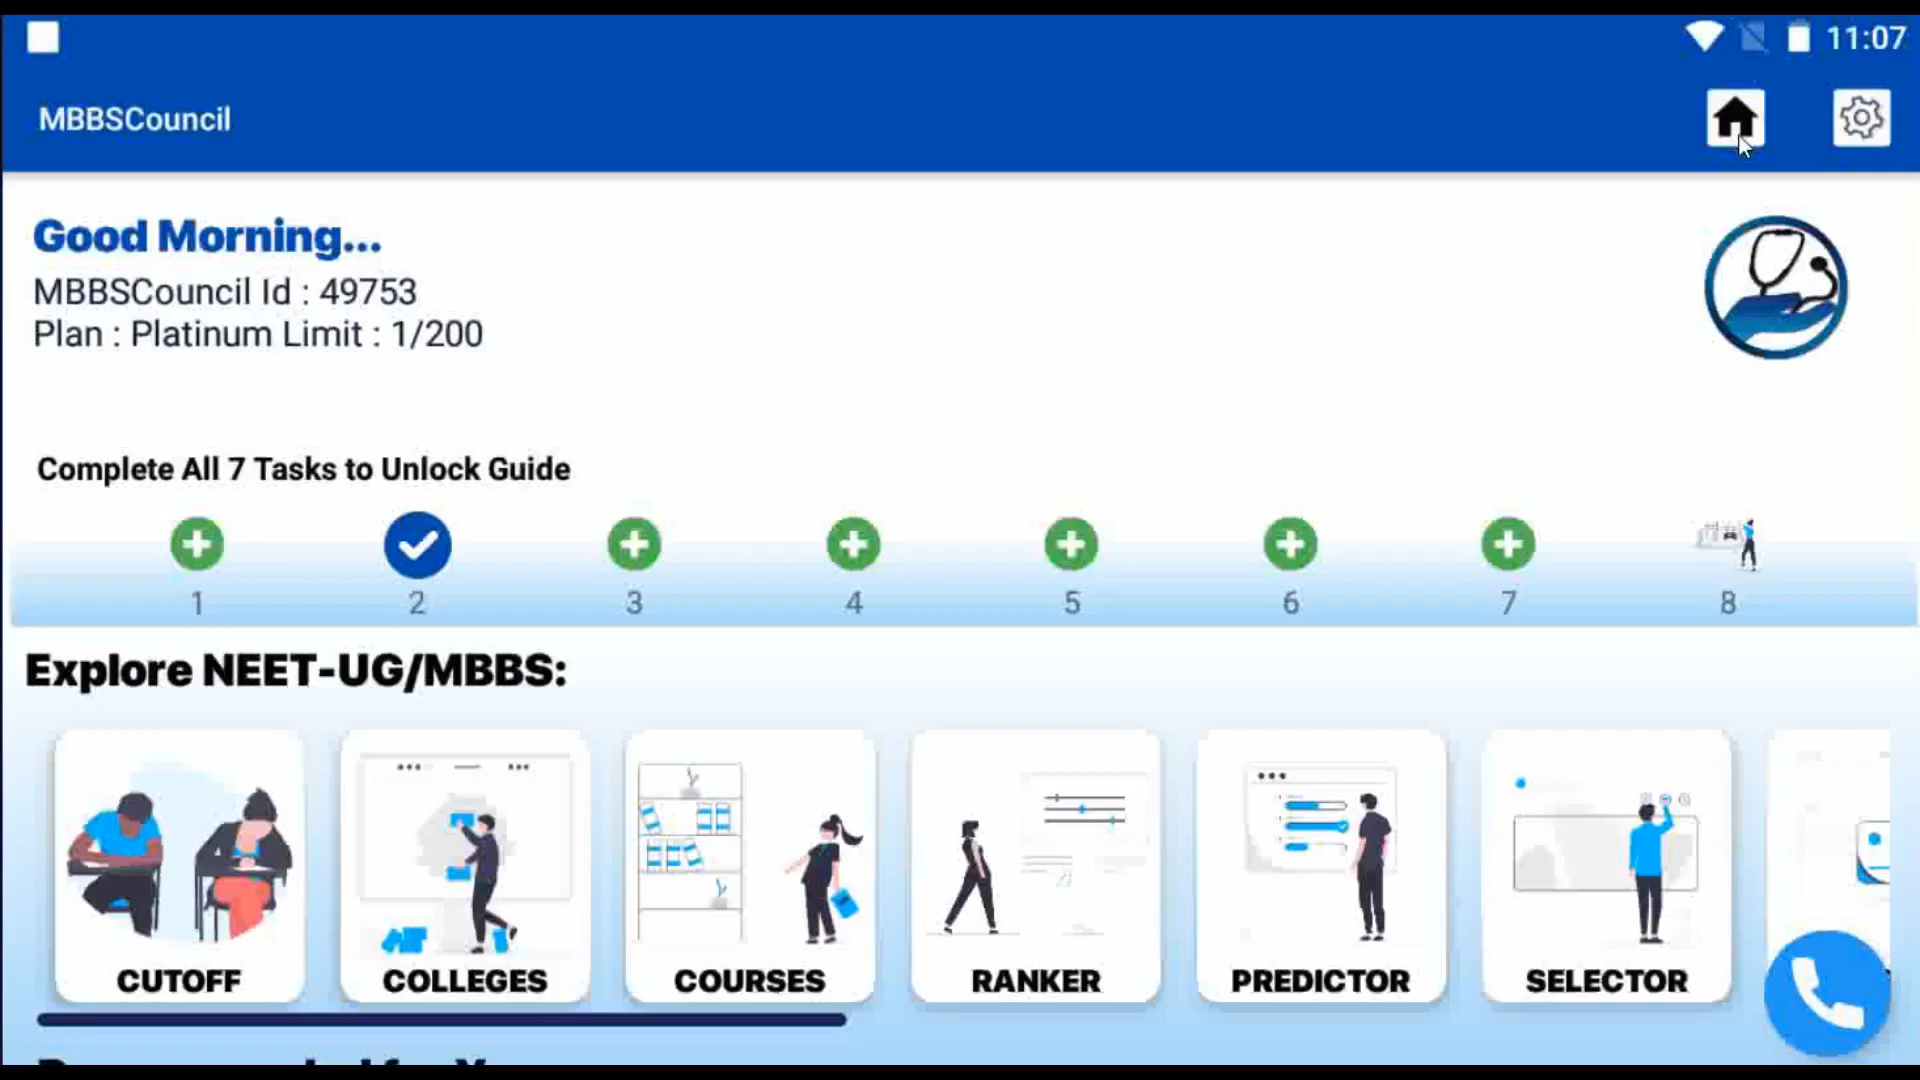 11:07
MBBSCouncil
Good Morning...
MBBSCouncil Id : 49753
Plan : Platinum Limit : 1/200
Complete All 7 Tasks to Unlock Guide
1 2 3 4 5 6 7 8
Explore NEET-UG/MBBS:
CUTOFF COLLEGES COURSES RANKER PREDICTOR SELECTOR